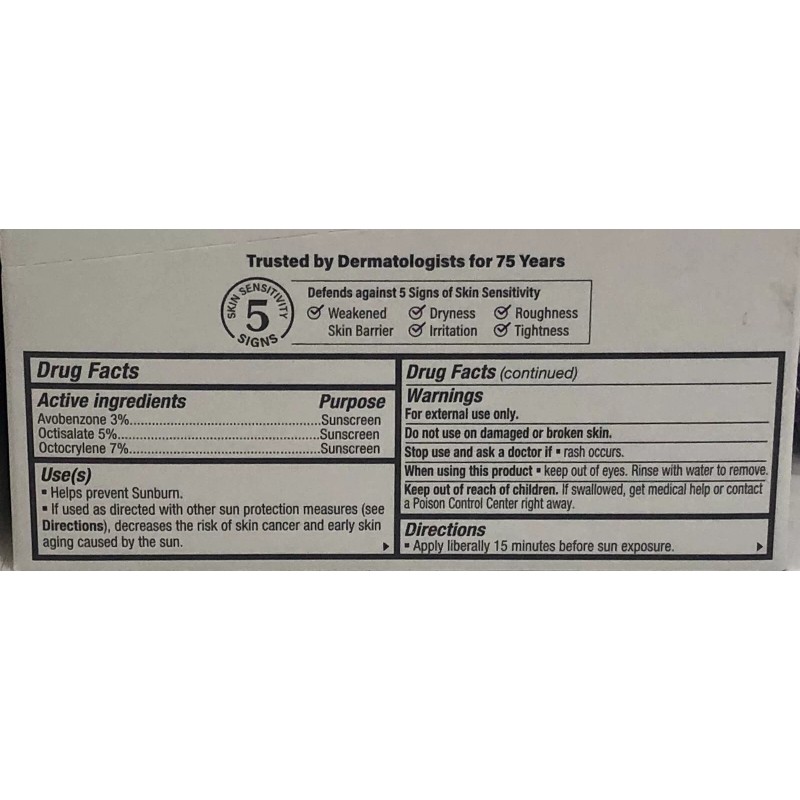 Trusted by Dermatologists for 75 Years
SKIN SENSITIVITY
5
SIGNS
Defends against 5 Signs of Skin Sensitivity
Weakened Skin Barrier
Dryness
Irritation
Roughness
Tightness
Drug Facts
Active ingredients Purpose
Avobenzone 3%..........................................Sunscreen
Octisalate 5%.............................................Sunscreen
Octocrylene 7%..........................................Sunscreen
Use(s)
▪ Helps prevent Sunburn.
▪ If used as directed with other sun protection measures (see
Directions), decreases the risk of skin cancer and early skin
aging caused by the sun.
Drug Facts (continued)
Warnings
For external use only.
Do not use on damaged or broken skin.
Stop use and ask a doctor if ▪ rash occurs.
When using this product ▪ keep out of eyes. Rinse with water to remove.
Keep out of reach of children. If swallowed, get medical help or contact
a Poison Control Center right away.
Directions
▪ Apply liberally 15 minutes before sun exposure.